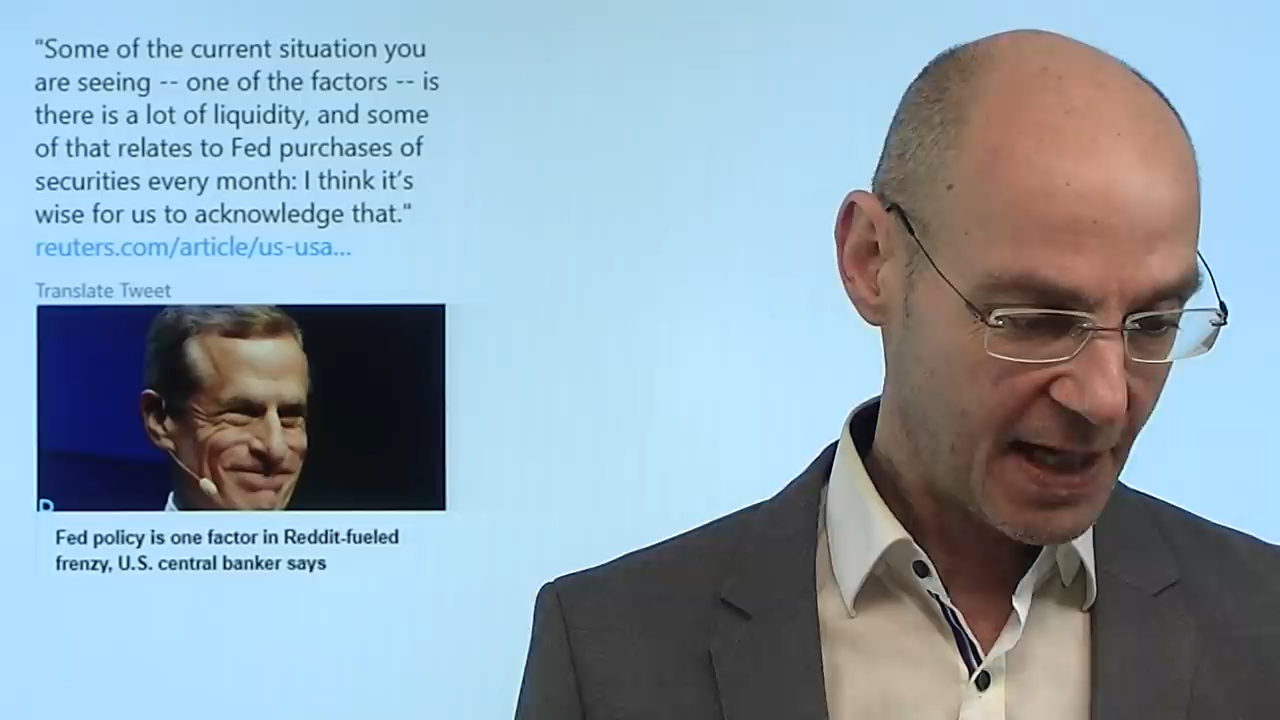 "Some of the current situation you
are seeing -- one of the factors -- is
there is a lot of liquidity, and some
of that relates to Fed purchases of
securities every month: I think it's
wise for us to acknowledge that."
reuters.com/article/us-usa...
Translate Tweet
Fed policy is one factor in Reddit-fueled
frenzy, U.S. central banker says